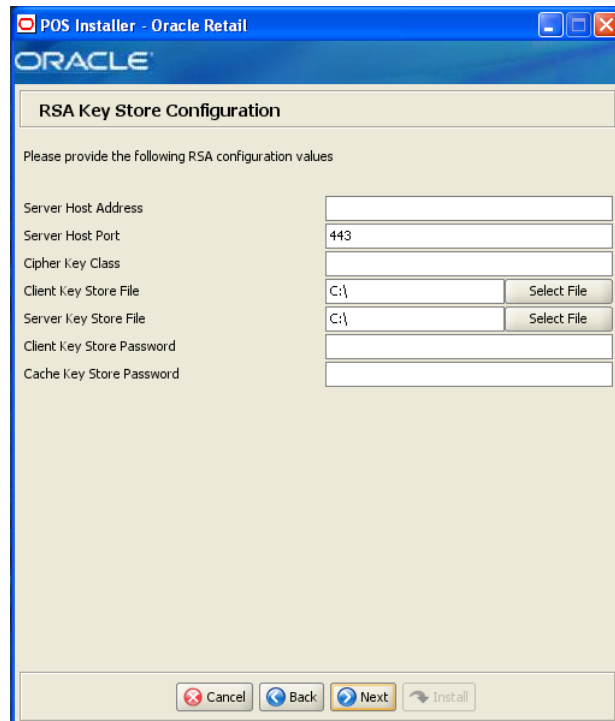 POS Installer - Oracle Retail
ORACLE
RSA Key Store Configuration
Please provide the following RSA configuration values
Server Host Address
Server Host Port 443
Cipher Key Class
Client Key Store File C:\ Select File
Server Key Store File C:\ Select File
Client Key Store Password
Cache Key Store Password
Cancel Back Next Install